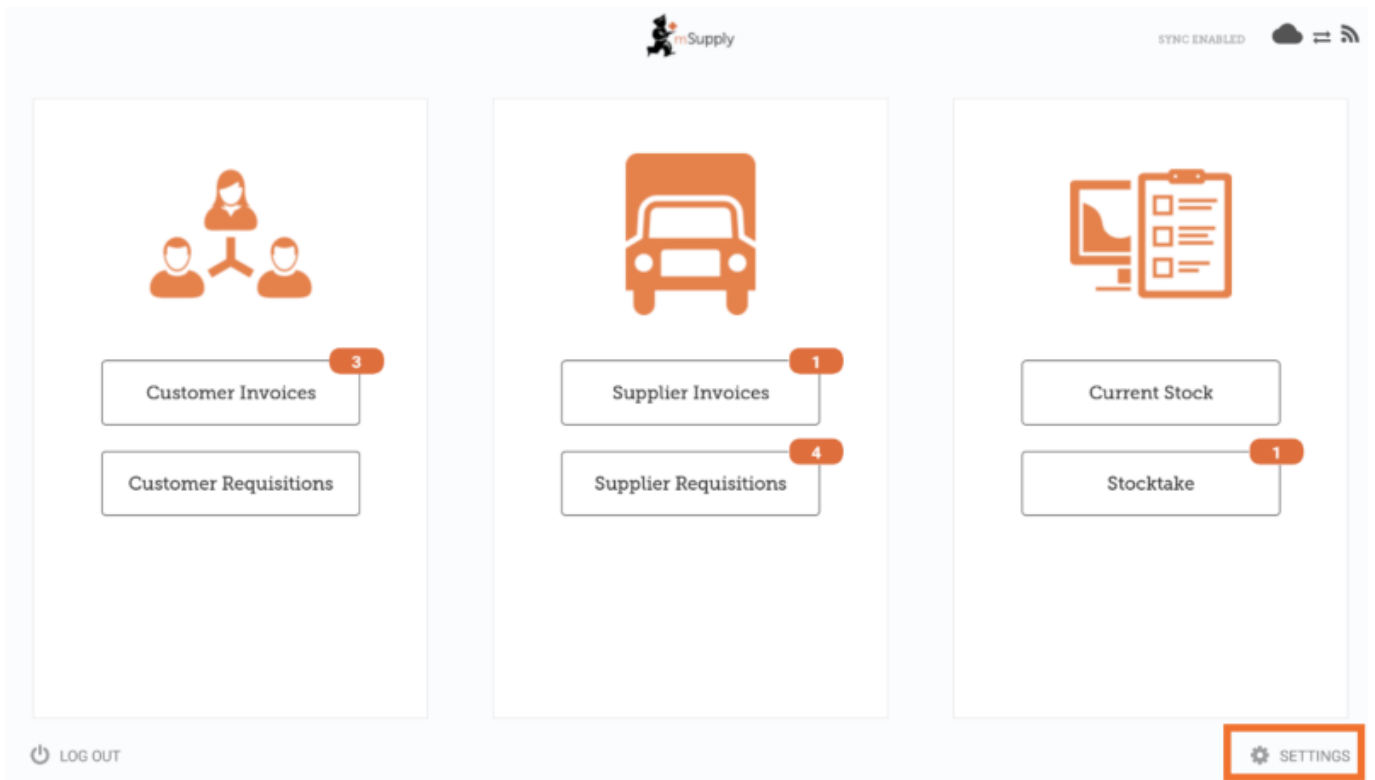 mSupply
SYNC ENABLED
3
Customer Invoices
Customer Requisitions
1
Supplier Invoices
4
Supplier Requisitions
Current Stock
1
Stocktake
LOG OUT
SETTINGS